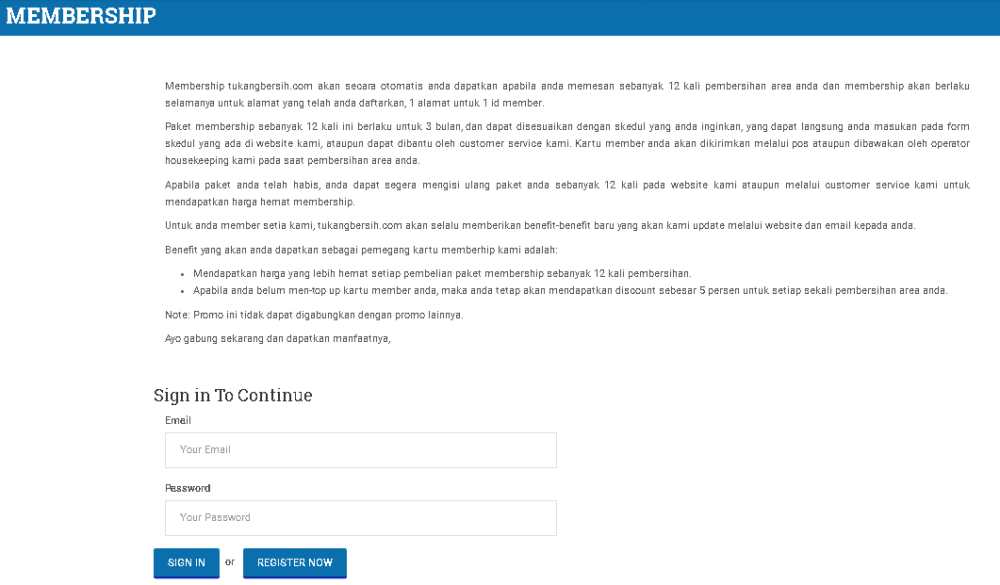 MEMBERSHIP
Membership tukangbersih.com akan secara otomatis anda dapatkan apabila anda memesan sebanyak 12 kali pembersihan area anda dan membership akan berlaku
selamanya untuk alamat yang telah anda daftarkan, 1 alamat untuk 1 id member.
Paket membership sebanyak 12 kali ini berlaku untuk 3 bulan, dan dapat disesuaikan dengan skedul yang anda inginkan, yang dapat langsung anda masukan pada form
skedul yang ada di website kami, ataupun dapat dibantu oleh customer service kami. Kartu member anda akan dikirimkan melalui pos ataupun dibawakan oleh operator
housekeeping kami pada saat pembersihan area anda.
Apabila paket anda telah habis, anda dapat segera mengisi ulang paket anda sebanyak 12 kali pada website kami ataupun melalui customer service kami untuk
mendapatkan harga hemat membership.
Untuk anda member setia kami, tukangbersih.com akan selalu memberikan benefit-benefit baru yang akan kami update melalui website dan email kepada anda.
Benefit yang akan anda dapatkan sebagai pemegang kartu memberhip kami adalah:
• Mendapatkan harga yang lebih hemat setiap pembelian paket membership sebanyak 12 kali pembersihan.
• Apabila anda belum men-top up kartu member anda, maka anda tetap akan mendapatkan discount sebesar 5 persen untuk setiap sekali pembersihan area anda.
Note: Promo ini tidak dapat digabungkan dengan promo lainnya.
Ayo gabung sekarang dan dapatkan manfaatnya,
Sign in To Continue
Email
Your Email
Password
Your Password
SIGN IN or REGISTER NOW